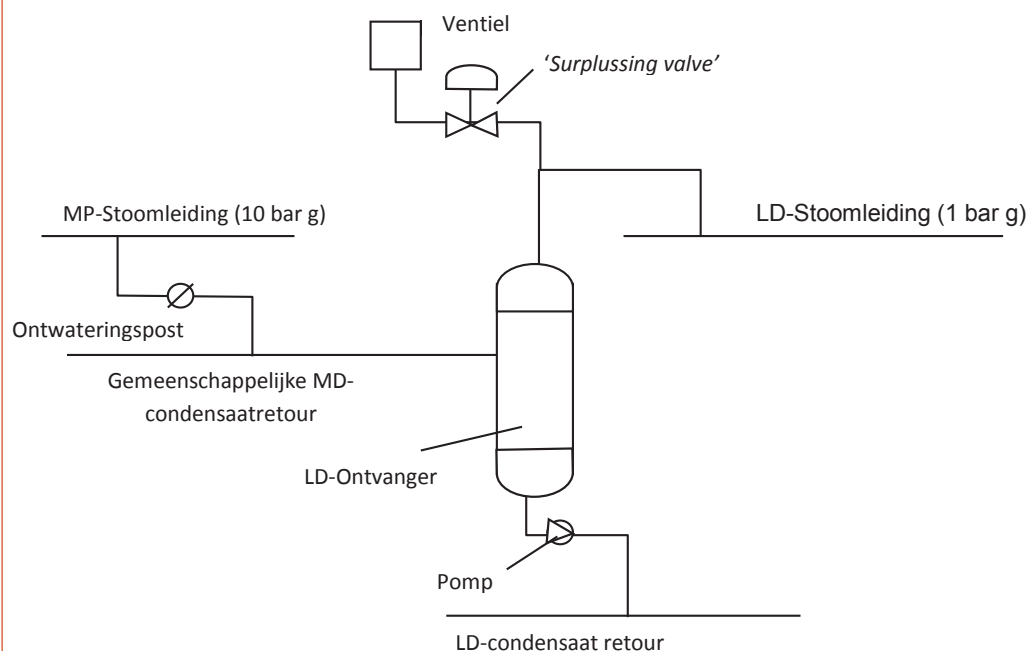 Ventiel
‘Surplussing valve’
MP-Stoomleiding (10 bar g)
LD-Stoomleiding (1 bar g)
Ontwateringspost
Gemeenschappelijke MD-
condensaatretour
LD-Ontvanger
Pomp
LD-condensaat retour